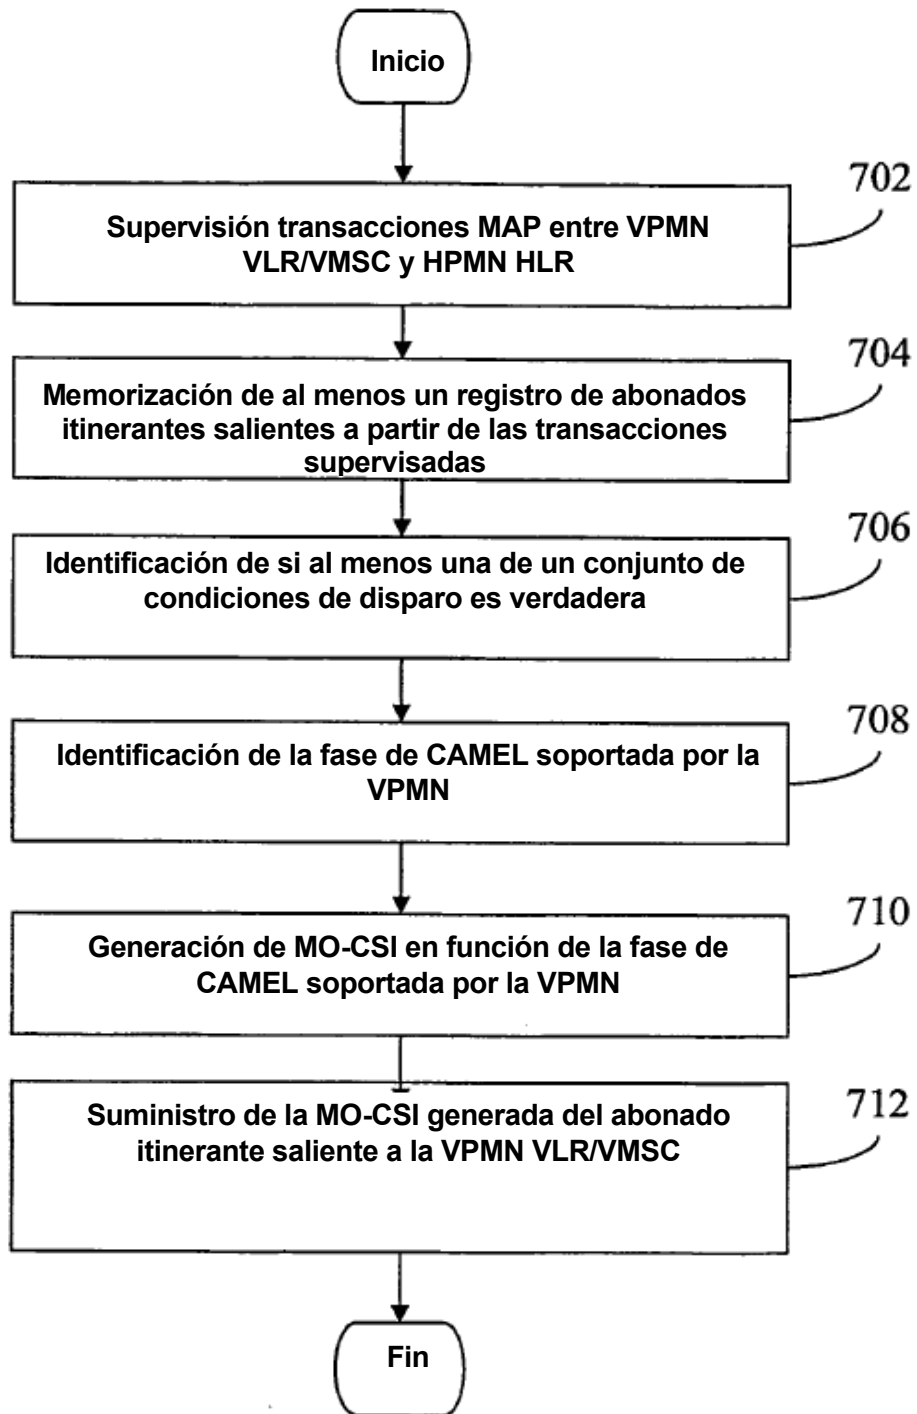 Inicio
702
Supervisión transacciones MAP entre VPMN
VLR/VMSC y HPMN HLR
704
Memorización de al menos un registro de abonados
itinerantes salientes a partir de las transacciones
supervisadas
706
Identificación de si al menos una de un conjunto de
condiciones de disparo es verdadera
708
Identificación de la fase de CAMEL soportada por la
VPMN
710
Generación de MO-CSI en función de la fase de
CAMEL soportada por la VPMN
712
Suministro de la MO-CSI generada del abonado
itinerante saliente a la VPMN VLR/VMSC
Fin